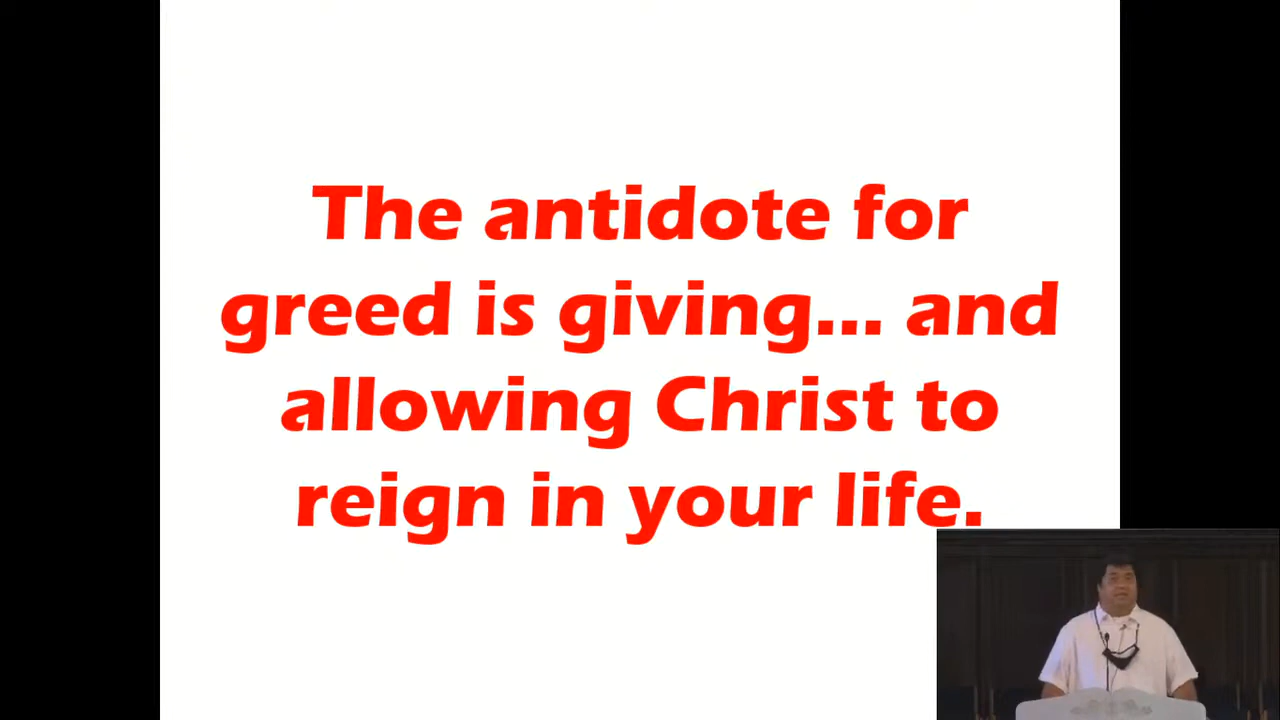 The antidote for
greed is giving... and
allowing Christ to
reign in your life.